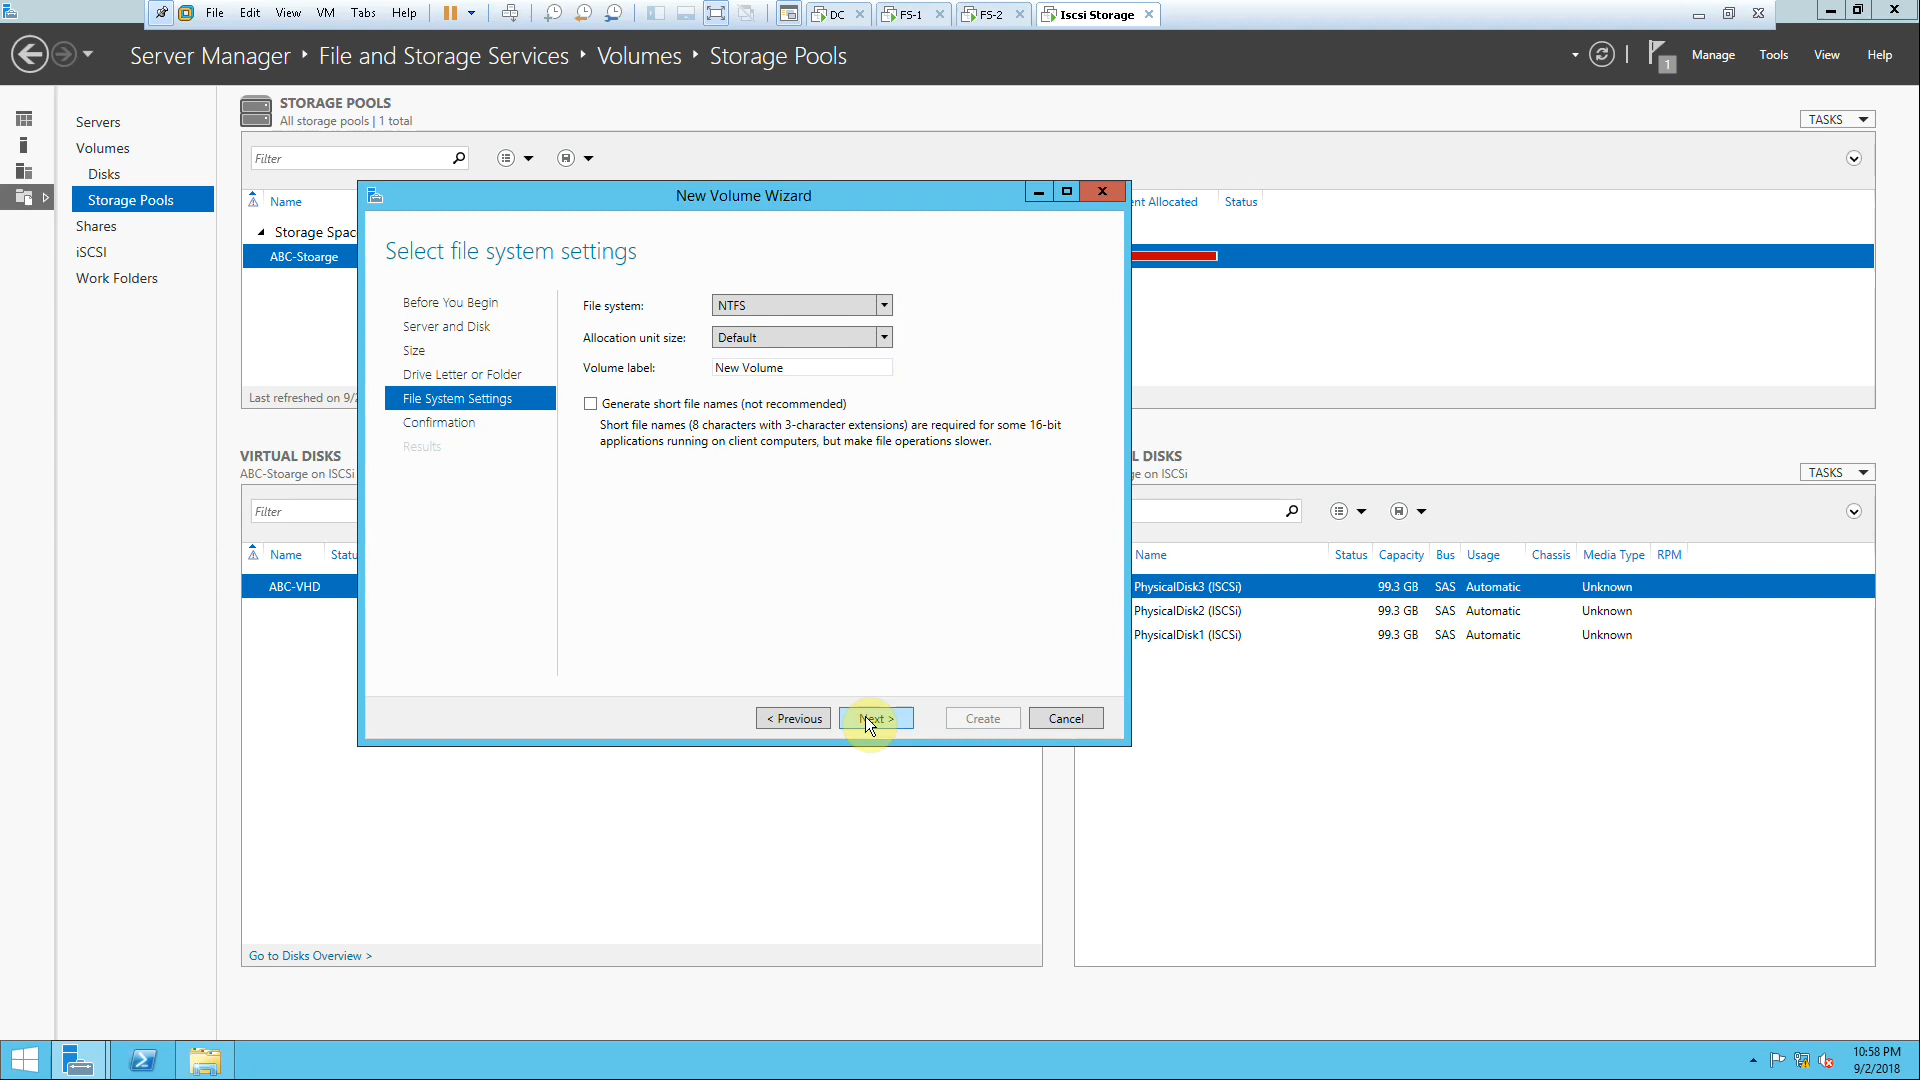 File Edit View VM Tabs Help DC FS-1 FS-2 Iscsi Storage
Server Manager File and Storage Services Volumes Storage Pools 1 Manage Tools View Help
Servers
Volumes
Disks
Storage Pools
Shares
iSCSI
Work Folders
STORAGE POOLS
All storage pools | 1 total
TASKS
Filter
Name
nt Allocated Status
Storage Spac
ABC-Stoarge
Last refreshed on 9/2
New Volume Wizard
Select file system settings
Before You Begin
Server and Disk
Size
Drive Letter or Folder
File System Settings
Confirmation
Results
File system: NTFS
Allocation unit size: Default
Volume label: New Volume
Generate short file names (not recommended)
Short file names (8 characters with 3-character extensions) are required for some 16-bit
applications running on client computers, but make file operations slower.
< Previous Next > Create Cancel
VIRTUAL DISKS
ABC-Stoarge on ISCSi
Filter
Name Statu
ABC-VHD
Go to Disks Overview >
L DISKS
ge on ISCSi
TASKS
Name Status Capacity Bus Usage Chassis Media Type RPM
PhysicalDisk3 (ISCSi) 99.3 GB SAS Automatic Unknown
PhysicalDisk2 (ISCSi) 99.3 GB SAS Automatic Unknown
PhysicalDisk1 (ISCSi) 99.3 GB SAS Automatic Unknown
10:58 PM
9/2/2018